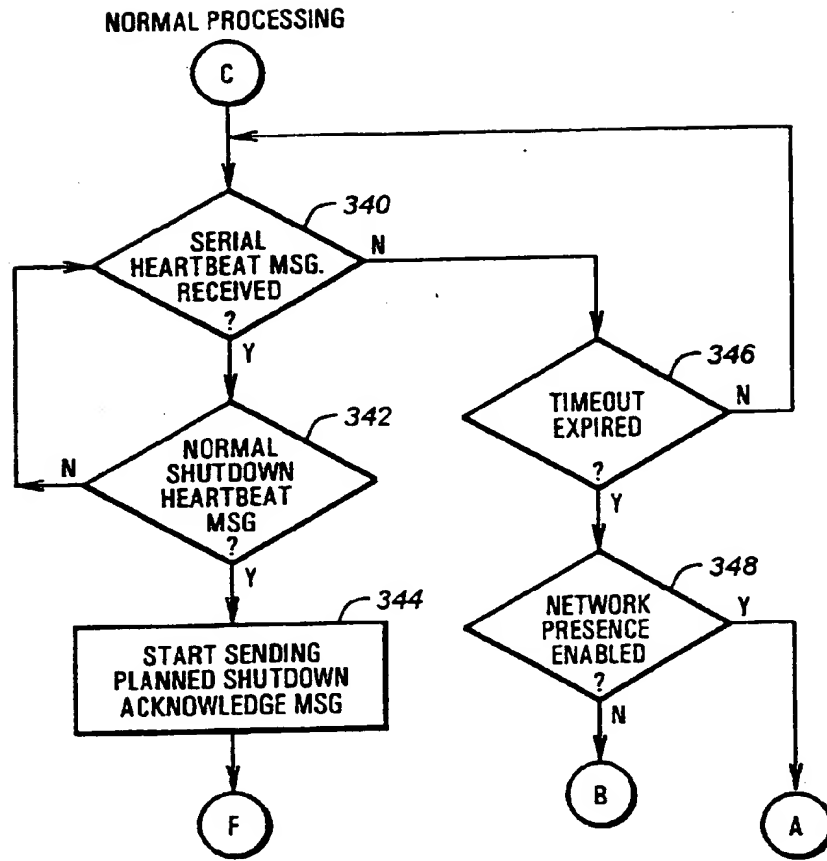 NORMAL PROCESSING
C
340
SERIAL
HEARTBEAT MSG.
RECEIVED
?
N
Y
346
TIMEOUT
EXPIRED
?
N
Y
342
NORMAL
SHUTDOWN
HEARTBEAT
MSG
?
N
Y
348
NETWORK
PRESENCE
ENABLED
?
Y
N
344
START SENDING
PLANNED SHUTDOWN
ACKNOWLEDGE MSG
F
B
A